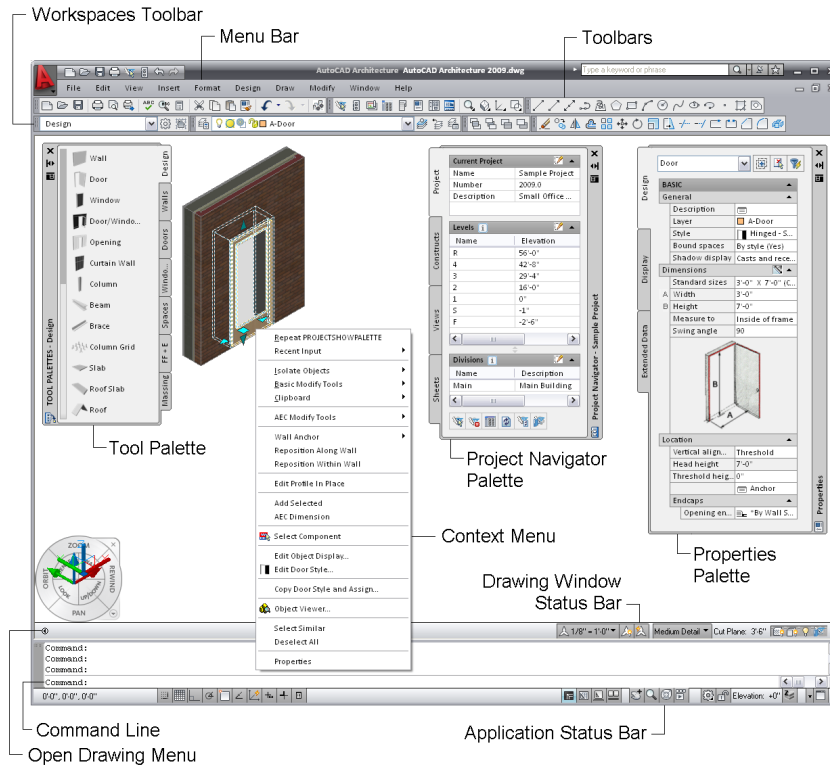 Workspaces Toolbar
Menu Bar
Toolbars
AutoCAD Architecture AutoCAD Architecture 2009.dwg
Type a keyword or phrase
File Edit View Insert Format Design Draw Modify Window Help
Design
A-Door
TOOL PALETTES - Design
Wall
Door
Window
Door/Windo...
Opening
Curtain Wall
Column
Beam
Brace
Column Grid
Slab
Roof Slab
Roof
Design
Walls
Doors
Windo...
Spaces
FF + E
Massing
Tool Palette
Repeat PROJECTSHOWPALETTE
Recent Input
Isolate Objects
Basic Modify Tools
Clipboard
AEC Modify Tools
Wall Anchor
Reposition Along Wall
Reposition Within Wall
Edit Profile In Place
Add Selected
AEC Dimension
Select Component
Edit Object Display...
Edit Door Style...
Copy Door Style and Assign...
Object Viewer...
Select Similar
Deselect All
Properties
Context Menu
Project
Constructs
Views
Sheets
Current Project
Name Sample Project
Number 2009.0
Description Small Office ...
Levels 1
Name Elevation
R 56'-0"
4 42'-8"
3 29'-4"
2 16'-0"
1 0"
S -1"
F -2'-6"
Divisions 1
Name Description
Main Main Building
Project Navigator - Sample Project
Project Navigator
Palette
Design
Display
Extended Data
Door
BASIC
General
Description
Layer A-Door
Style Hinged - S...
Bound spaces By style (Yes)
Shadow display Casts and rece...
Dimensions
Standard sizes 3'-0" X 7'-0" (C...
A Width 3'-0"
B Height 7'-0"
Measure to Inside of frame
Swing angle 90
B
A
Location
Vertical align... Threshold
Head height 7'-0"
Threshold heig... 0"
Anchor
Endcaps
Opening en... *By Wall S...
Properties
Properties
Palette
ZOOM
REWIND
PAN
ORBIT
LOOK
UP/DOWN
Drawing Window
Status Bar
1/8" = 1'-0" Medium Detail Cut Plane: 3'-6"
Command:
Command:
Command:
Command:
0'-0", 0'-0", 0'-0"
Elevation: +0"
Command Line
Application Status Bar
Open Drawing Menu